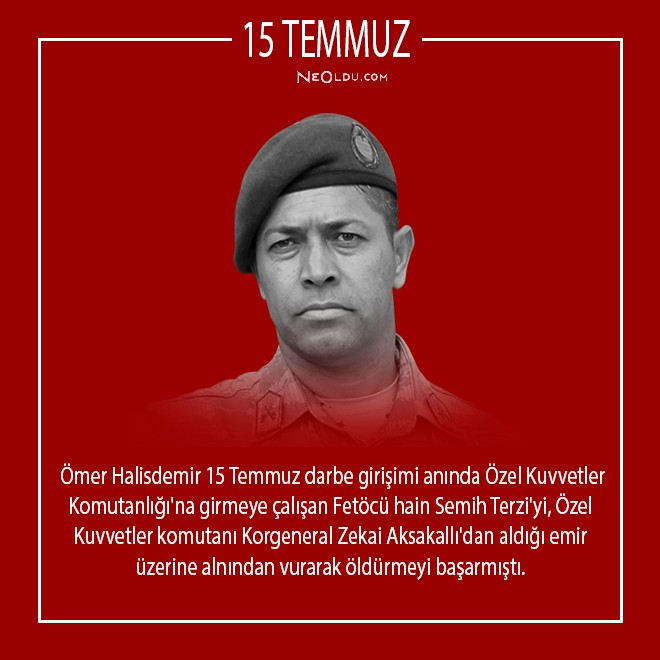 15 TEMMUZ
NEOLDU.COM
Ömer Halisdemir 15 Temmuz darbe girişimi anında Özel Kuvvetler
Komutanlığı'na girmeye çalışan Fetöcü hain Semih Terzi'yi, Özel
Kuvvetler komutanı Korgeneral Zekai Aksakallı'dan aldığı emir
üzerine alnından vurarak öldürmeyi başarmıştı.